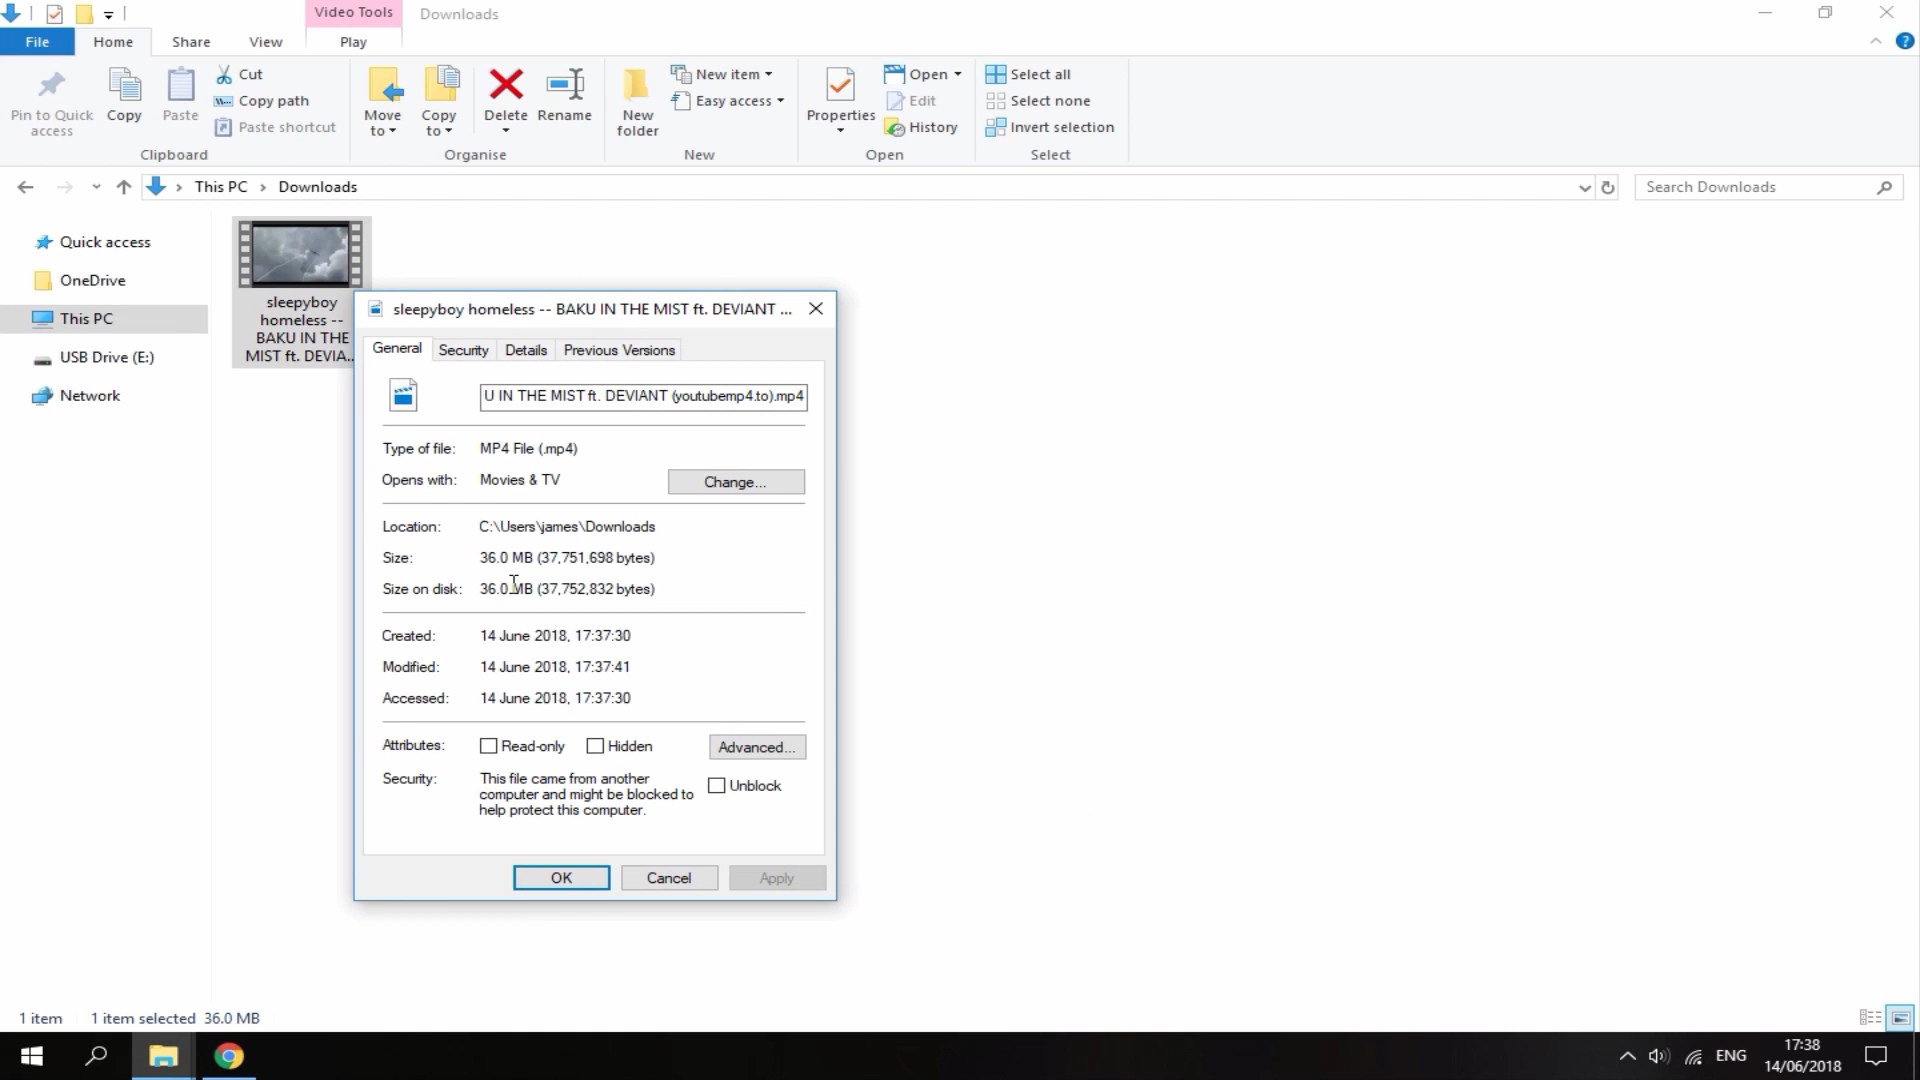 Video Tools Downloads
File Home Share View Play
Pin to Quick access
Copy
Paste
Cut
Copy path
Paste shortcut
Clipboard
Move to
Copy to
Delete
Rename
Organise
New folder
New item
Easy access
New
Properties
Open
Edit
History
Open
Select all
Select none
Invert selection
Select
This PC > Downloads
Search Downloads
Quick access
OneDrive
This PC
USB Drive (E:)
Network
sleepyboy
homeless --
BAKU IN THE
MIST ft. DEVIA...
sleepyboy homeless -- BAKU IN THE MIST ft. DEVIANT ...
General Security Details Previous Versions
U IN THE MIST ft. DEVIANT (youtubemp4.to).mp4
Type of file: MP4 File (.mp4)
Opens with: Movies & TV Change...
Location: C:\Users\james\Downloads
Size: 36.0 MB (37,751,698 bytes)
Size on disk: 36.0 MB (37,752,832 bytes)
Created: 14 June 2018, 17:37:30
Modified: 14 June 2018, 17:37:41
Accessed: 14 June 2018, 17:37:30
Attributes: Read-only Hidden Advanced...
Security: This file came from another
computer and might be blocked to
help protect this computer.
Unblock
OK Cancel Apply
1 item 1 item selected 36.0 MB
ENG
17:38
14/06/2018